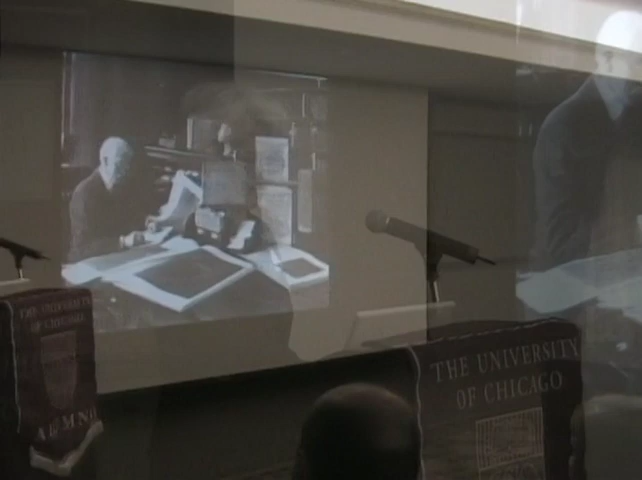 THE UNIVERSITY
OF CHICAGO
ALUMNI
THE UNIVERSITY
OF CHICAGO